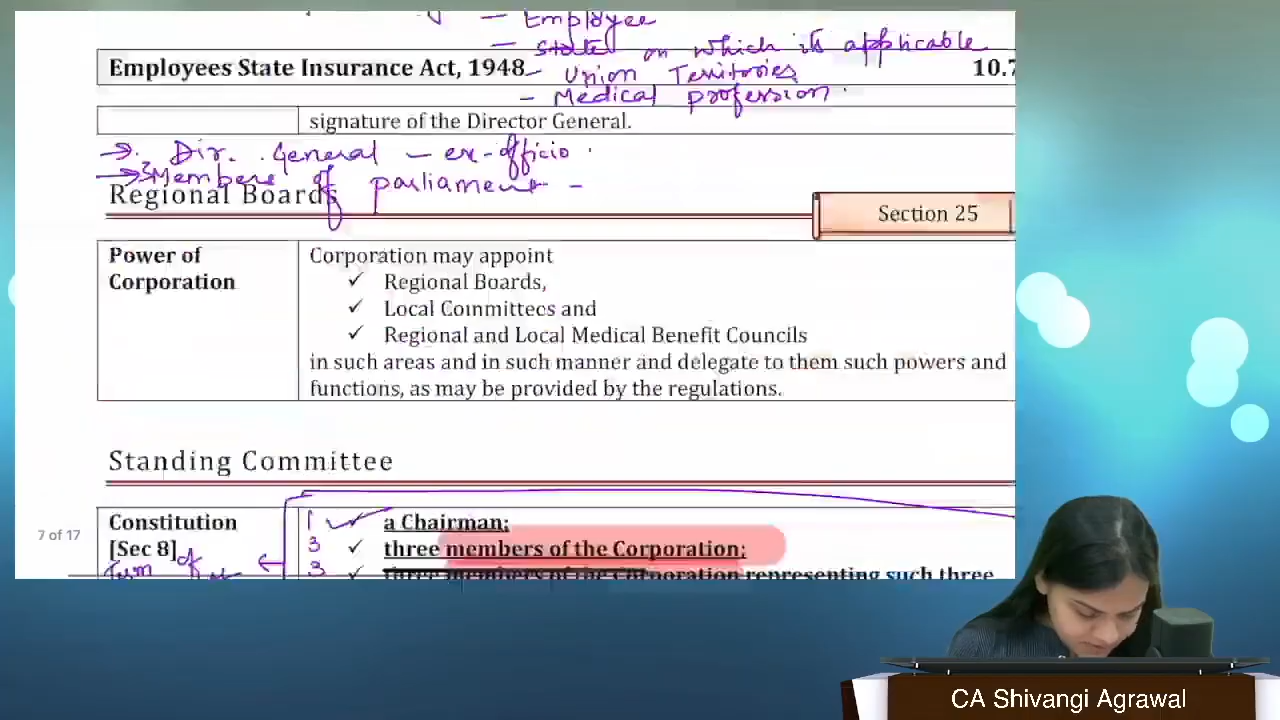 – Employee
– States on which it's applicable
Employees State Insurance Act, 1948
10.7
– Union Territories
– Medical profession.
signature of the Director General.
→ Dir. General – ex-officio.
→ 3 Members of parliament –
Regional Boards
Section 25
Power of Corporation may appoint
Corporation ✓ Regional Boards,
✓ Local Committees and
✓ Regional and Local Medical Benefit Councils
in such areas and in such manner and delegate to them such powers and
functions, as may be provided by the regulations.
Standing Committee
Constitution 1 ✓ a Chairman;
7 of 17
[Sec 8] 3 ✓ three members of the Corporation;
Term of
3 ✓ three members of the Corporation representing such three
CA Shivangi Agrawal